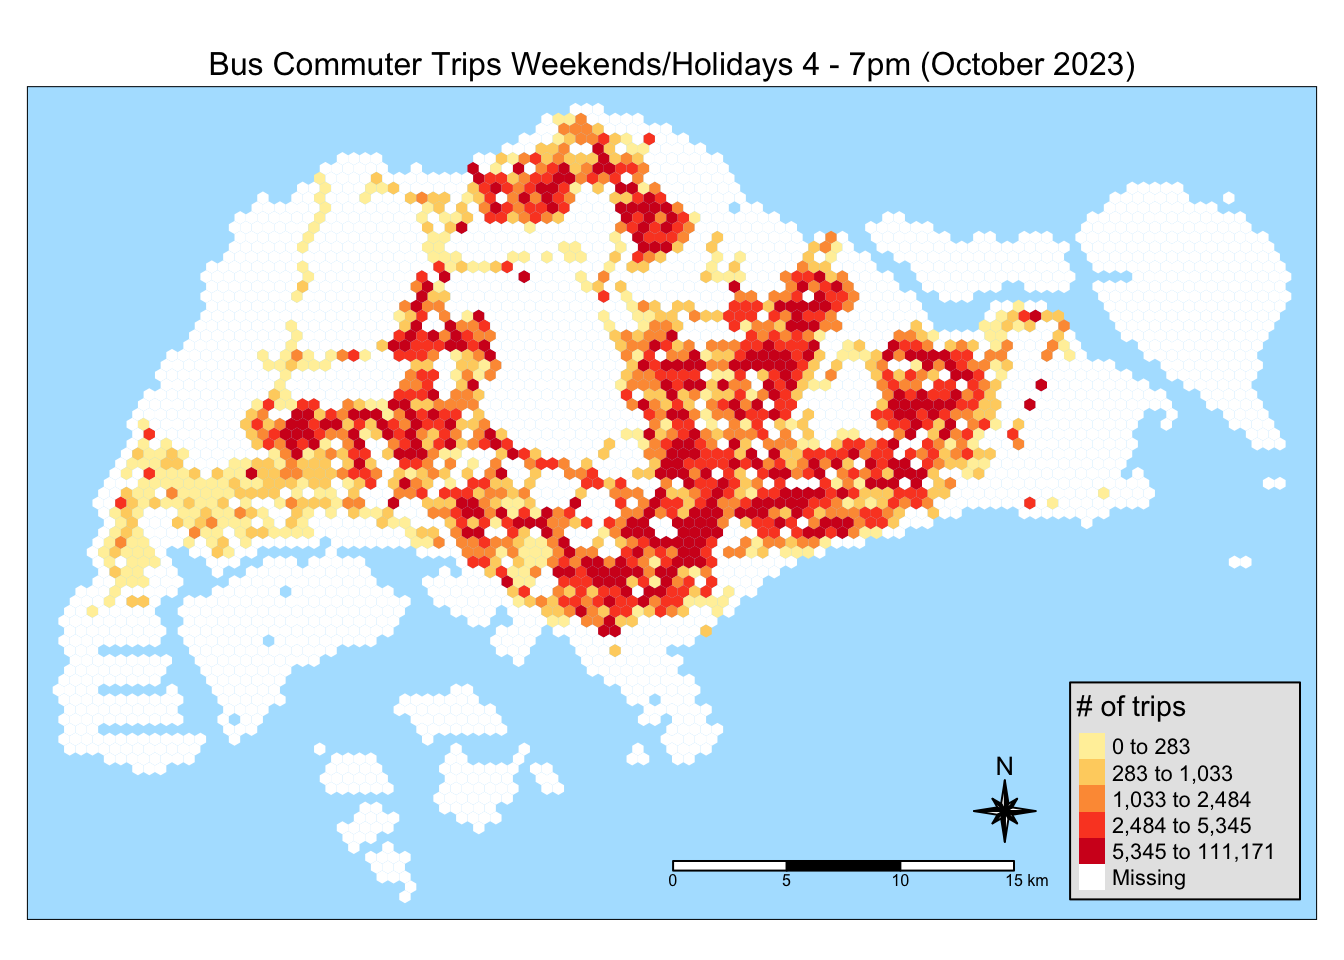 Bus Commuter Trips Weekends/Holidays 4 - 7pm (October 2023)
# of trips
0 to 283
283 to 1,033
1,033 to 2,484
2,484 to 5,345
5,345 to 111,171
Missing
N
0 5 10 15 km